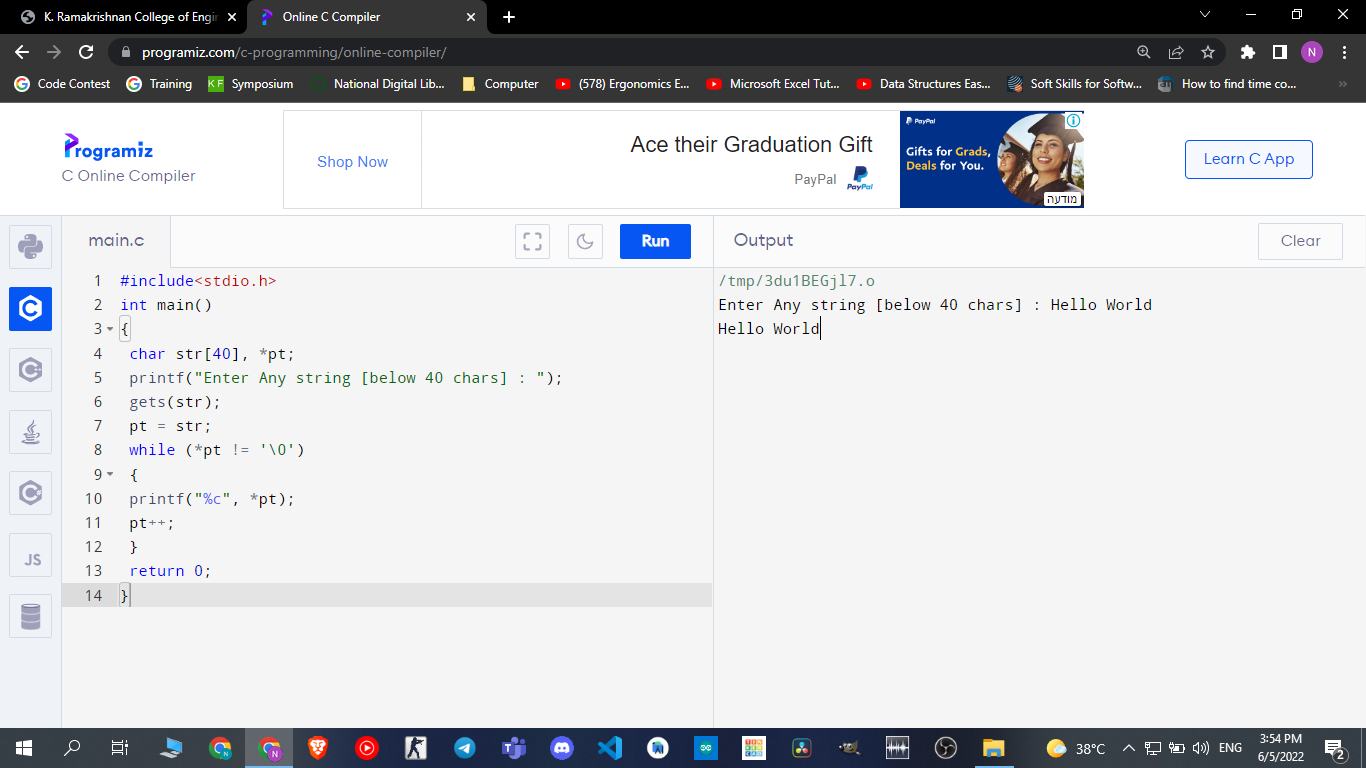 K. Ramakrishnan College of Engin
Online C Compiler
programiz.com/c-programming/online-compiler/
N
Code Contest
Training
KF Symposium
National Digital Lib...
Computer
(578) Ergonomics E...
Microsoft Excel Tut...
Data Structures Eas...
Soft Skills for Softw...
How to find time co...
Programiz
C Online Compiler
Shop Now
Ace their Graduation Gift
PayPal
PayPal
PayPal
Gifts for Grads,
Deals for You.
מודעה
Learn C App
main.c
Run
Output
Clear
1 #include<stdio.h>
2 int main()
3 {
4 char str[40], *pt;
5 printf("Enter Any string [below 40 chars] : ");
6 gets(str);
7 pt = str;
8 while (*pt != '\0')
9 {
10 printf("%c", *pt);
11 pt++;
12 }
13 return 0;
14 }
/tmp/3du1BEGjl7.o
Enter Any string [below 40 chars] : Hello World
Hello World
JS
38°C
ENG
3:54 PM
6/5/2022
2